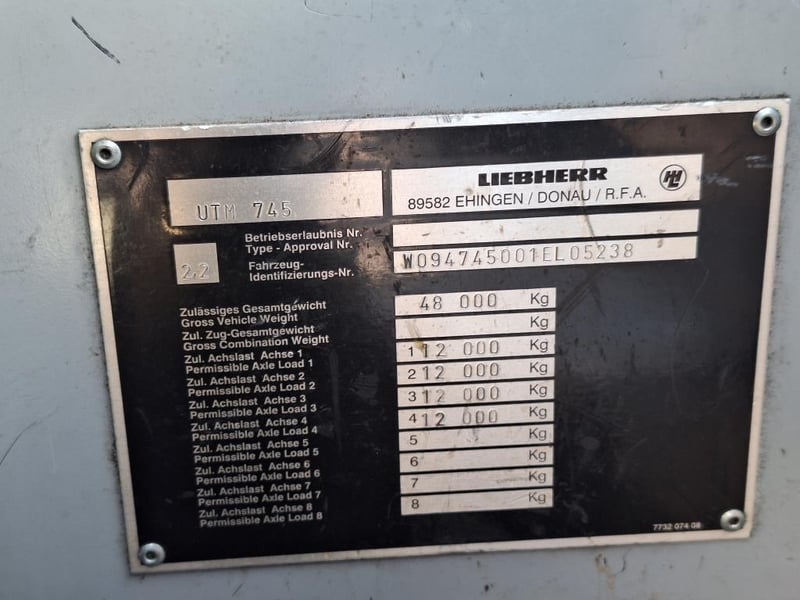 LIEBHERR
89582 EHINGEN / DONAU / R.F.A.
UTM 745
2.2
Betriebserlaubnis Nr.
Type - Approval Nr.
Fahrzeug-
Identifizierungs-Nr.
W094745001EL05238
Zulässiges Gesamtgewicht
Gross Vehicle Weight
48 000 Kg
Zul. Zug-Gesamtgewicht
Gross Combination Weight
Kg
Zul. Achslast Achse 1
Permissible Axle Load 1
1 12 000 Kg
Zul. Achslast Achse 2
Permissible Axle Load 2
2 12 000 Kg
Zul. Achslast Achse 3
Permissible Axle Load 3
3 12 000 Kg
Zul. Achslast Achse 4
Permissible Axle Load 4
4 12 000 Kg
Zul. Achslast Achse 5
Permissible Axle Load 5
5 Kg
Zul. Achslast Achse 6
Permissible Axle Load 6
6 Kg
Zul. Achslast Achse 7
Permissible Axle Load 7
7 Kg
Zul. Achslast Achse 8
Permissible Axle Load 8
8 Kg
7732 074 08